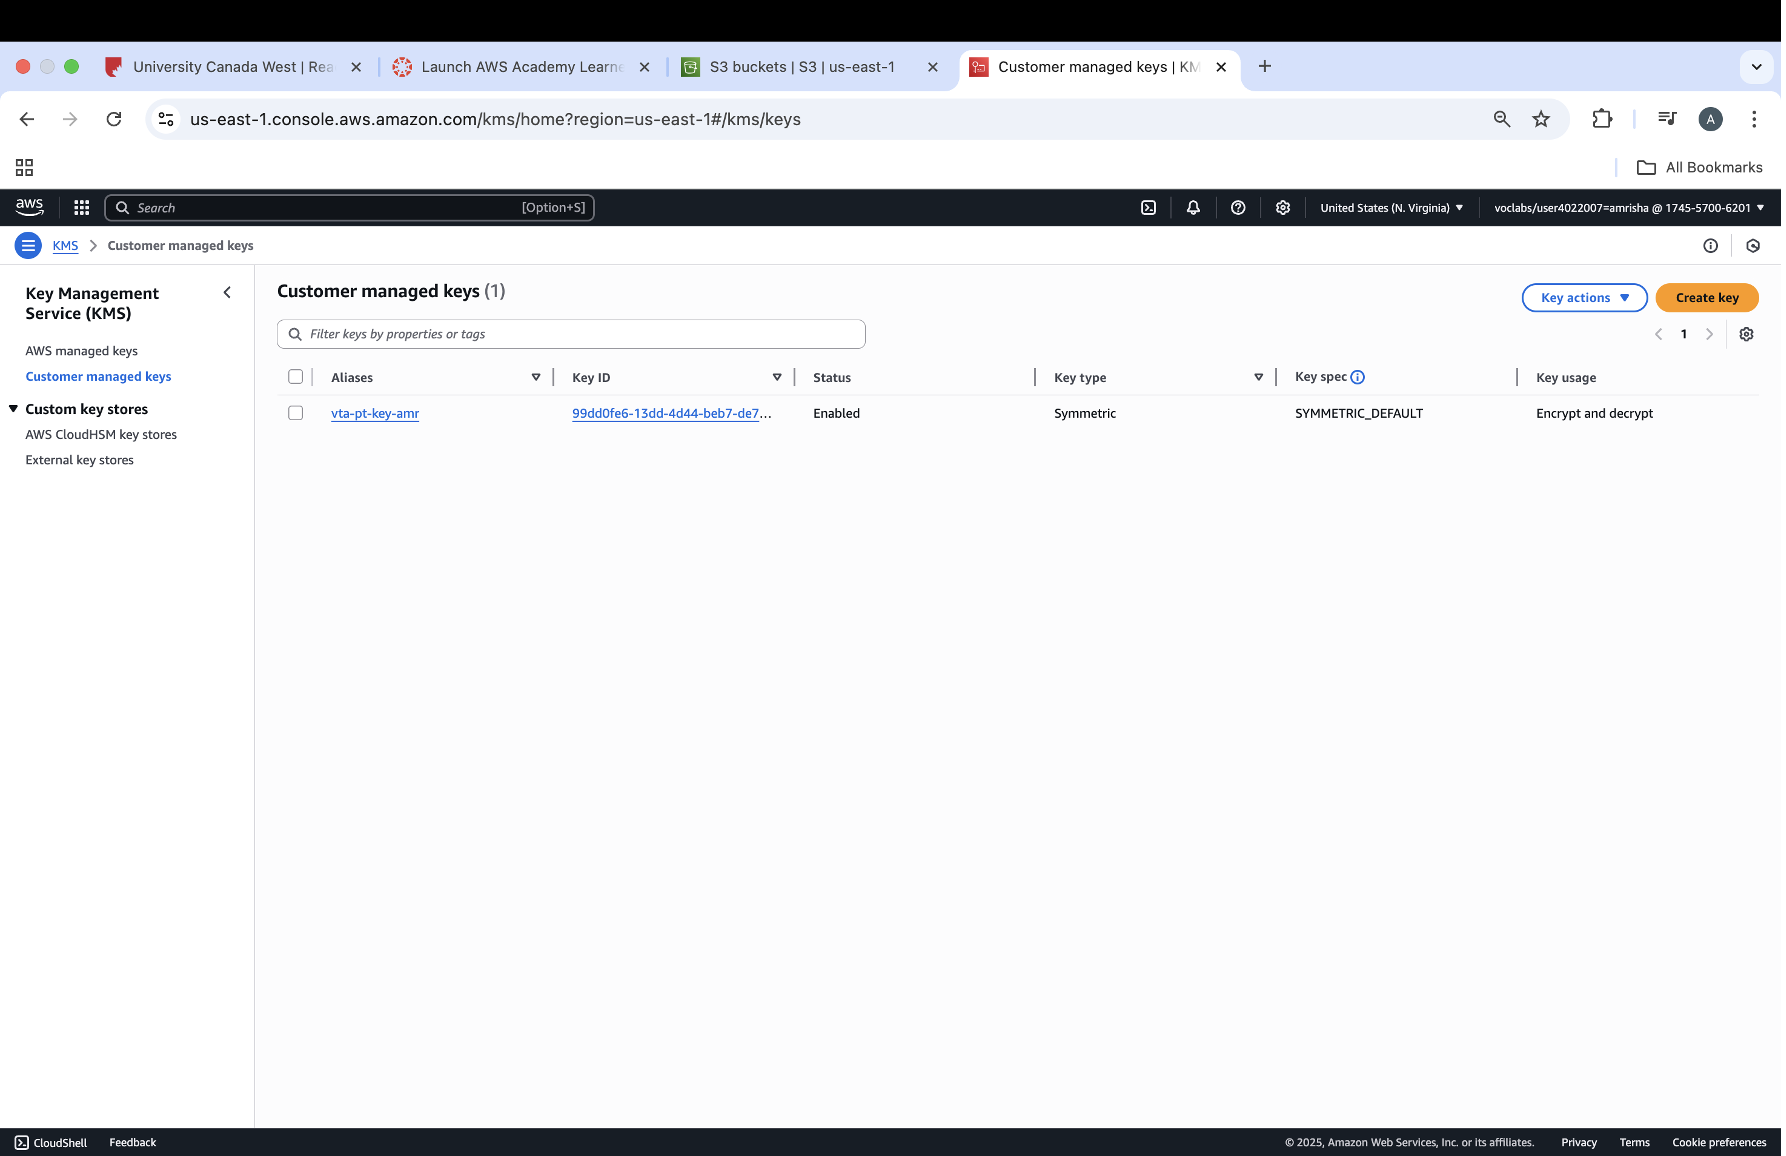 University Canada West | Rea
Launch AWS Academy Learne
S3 buckets | S3 | us-east-1
Customer managed keys | KM
us-east-1.console.aws.amazon.com/kms/home?region=us-east-1#/kms/keys
A
All Bookmarks
aws
Search
[Option+S]
United States (N. Virginia)
voclabs/user4022007=amrisha @ 1745-5700-6201
KMS
Customer managed keys
Key Management
Service (KMS)
AWS managed keys
Customer managed keys
Custom key stores
AWS CloudHSM key stores
External key stores
Customer managed keys (1)
Key actions
Create key
Filter keys by properties or tags
1
Aliases Key ID Status Key type Key spec Key usage
vta-pt-key-amr 99dd0fe6-13dd-4d44-beb7-de7... Enabled Symmetric SYMMETRIC_DEFAULT Encrypt and decrypt
CloudShell Feedback
© 2025, Amazon Web Services, Inc. or its affiliates. Privacy Terms Cookie preferences